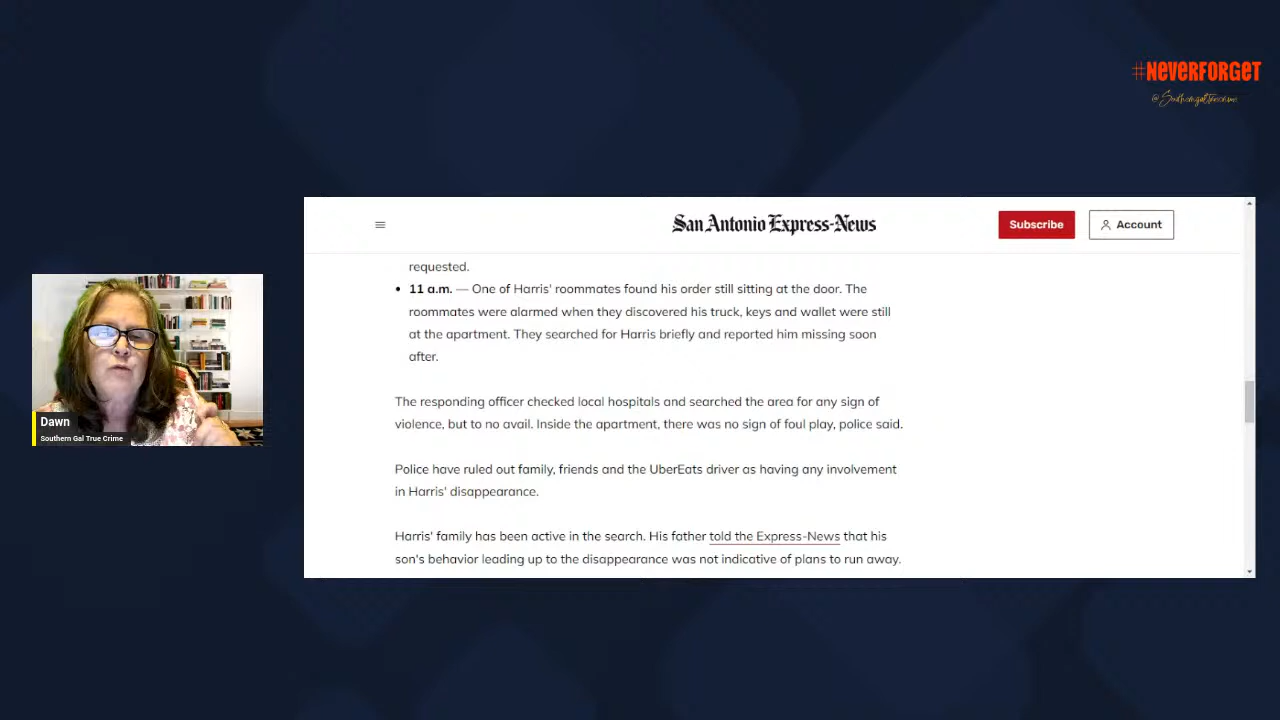 #NEVERFORGET
@Southerngaltruecrime
San Antonio Express-News
Subscribe
Account
requested.
• 11 a.m. — One of Harris' roommates found his order still sitting at the door. The
roommates were alarmed when they discovered his truck, keys and wallet were still
at the apartment. They searched for Harris briefly and reported him missing soon
after.
The responding officer checked local hospitals and searched the area for any sign of
violence, but to no avail. Inside the apartment, there was no sign of foul play, police said.
Police have ruled out family, friends and the UberEats driver as having any involvement
in Harris' disappearance.
Harris' family has been active in the search. His father told the Express-News that his
son's behavior leading up to the disappearance was not indicative of plans to run away.
Dawn
Southern Gal True Crime